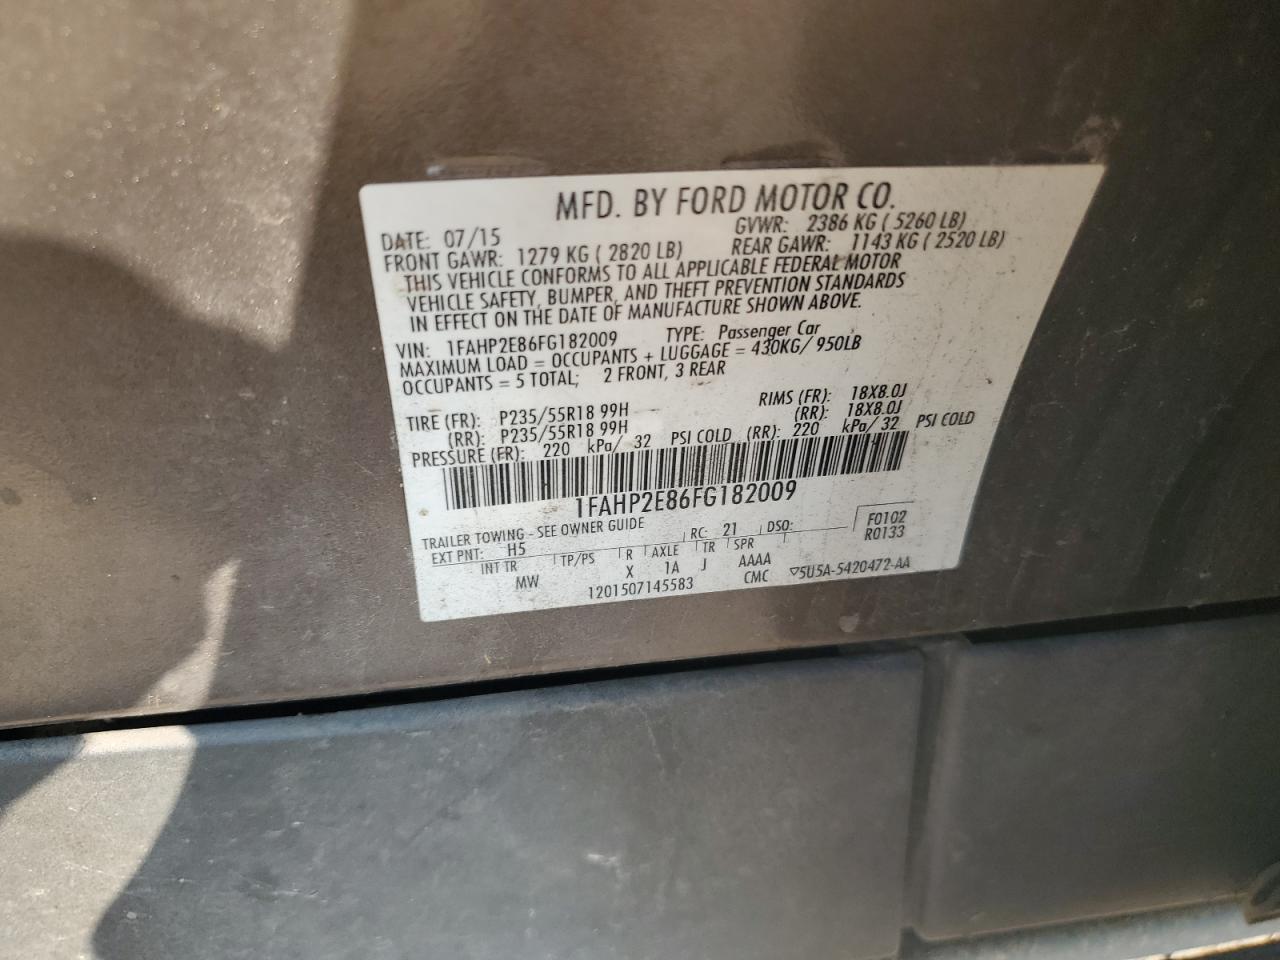 MFD. BY FORD MOTOR CO.
DATE: 07/15 GVWR: 2386 KG ( 5260 LB)
FRONT GAWR: 1279 KG ( 2820 LB) REAR GAWR: 1143 KG ( 2520 LB)
THIS VEHICLE CONFORMS TO ALL APPLICABLE FEDERAL MOTOR
VEHICLE SAFETY, BUMPER, AND THEFT PREVENTION STANDARDS
IN EFFECT ON THE DATE OF MANUFACTURE SHOWN ABOVE.
VIN: 1FAHP2E86FG182009 TYPE: Passenger Car
MAXIMUM LOAD = OCCUPANTS + LUGGAGE = 430KG/ 950LB
OCCUPANTS = 5 TOTAL; 2 FRONT, 3 REAR
TIRE (FR): P235/55R18 99H RIMS (FR): 18X8.0J
(RR): P235/55R18 99H (RR): 18X8.0J
PRESSURE (FR): 220 kPa/ 32 PSI COLD (RR): 220 kPa/ 32 PSI COLD
1FAHP2E86FG182009
TRAILER TOWING - SEE OWNER GUIDE
EXT PNT: H5 RC: 21 DSO: F0102
R0133
INT TR TP/PS R AXLE TR SPR
MW X 1A J AAAA
1201507145583 CMC ▽5U5A-5420472-AA